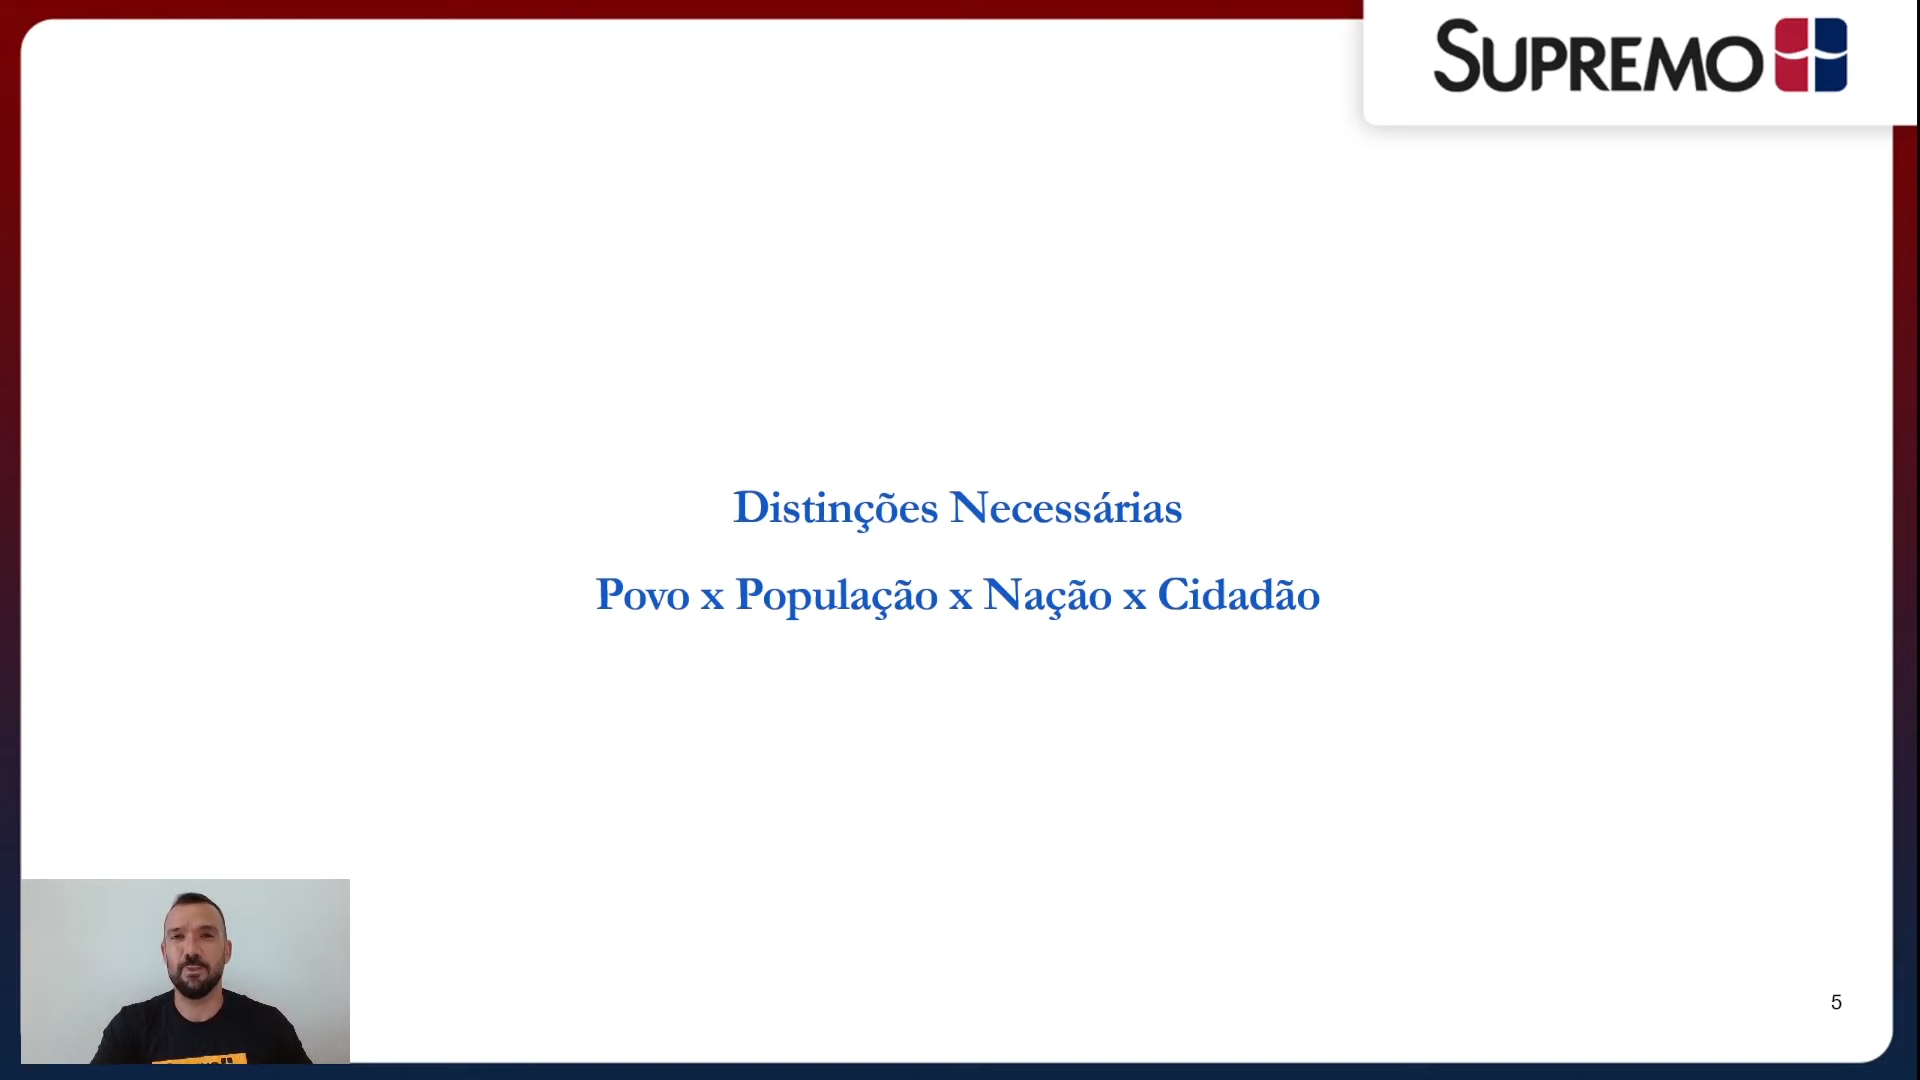 SUPREMO
Distinções Necessárias
Povo x População x Nação x Cidadão
5